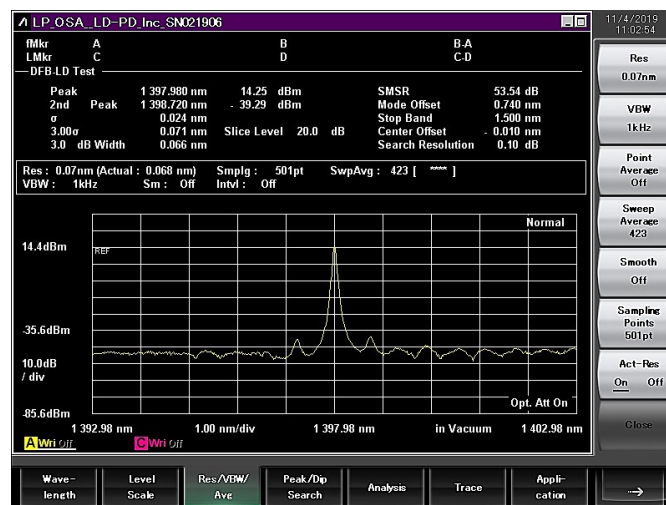 LP_OSA__LD-PD_Inc_SN021906
11/4/2019
11:02:54
fMkr A B B-A
LMkr C D C-D
DFB-LD Test
Peak 1 397.980 nm 14.25 dBm SMSR 53.54 dB
2nd Peak 1 398.720 nm - 39.29 dBm Mode Offset 0.740 nm
σ 0.024 nm Stop Band 1.500 nm
3.00σ 0.071 nm Slice Level 20.0 dB Center Offset - 0.010 nm
3.0 dB Width 0.066 nm Search Resolution 0.10 dB
Res : 0.07nm (Actual : 0.068 nm) Smplg : 501pt SwpAvg : 423 [ **** ]
VBW : 1kHz Sm : Off Intvl : Off
Normal
14.4dBm
REF
-35.6dBm
10.0dB
/ div
-85.6dBm
Opt. Att On
1 392.98 nm 1.00 nm/div 1 397.98 nm in Vacuum 1 402.98 nm
A Wri Off C Wri Off
Res
0.07nm
VBW
1kHz
Point
Average
Off
Sweep
Average
423
Smooth
Off
Sampling
Points
501pt
Act-Res
On Off
Close
Wave-
length
Level
Scale
Res/VBW/
Avg
Peak/Dip
Search
Analysis
Trace
Appli-
cation